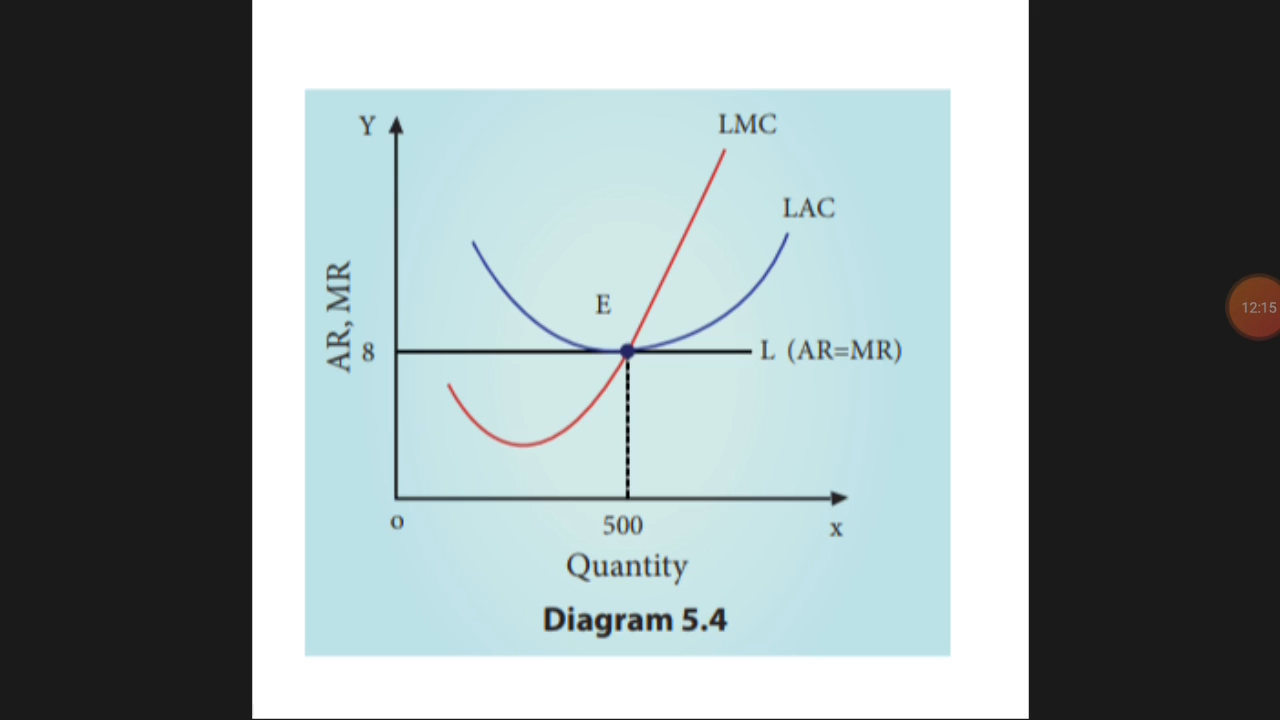 Y
LMC
LAC
AR, MR
E
8
L (AR=MR)
o
500
x
Quantity
Diagram 5.4
12:15